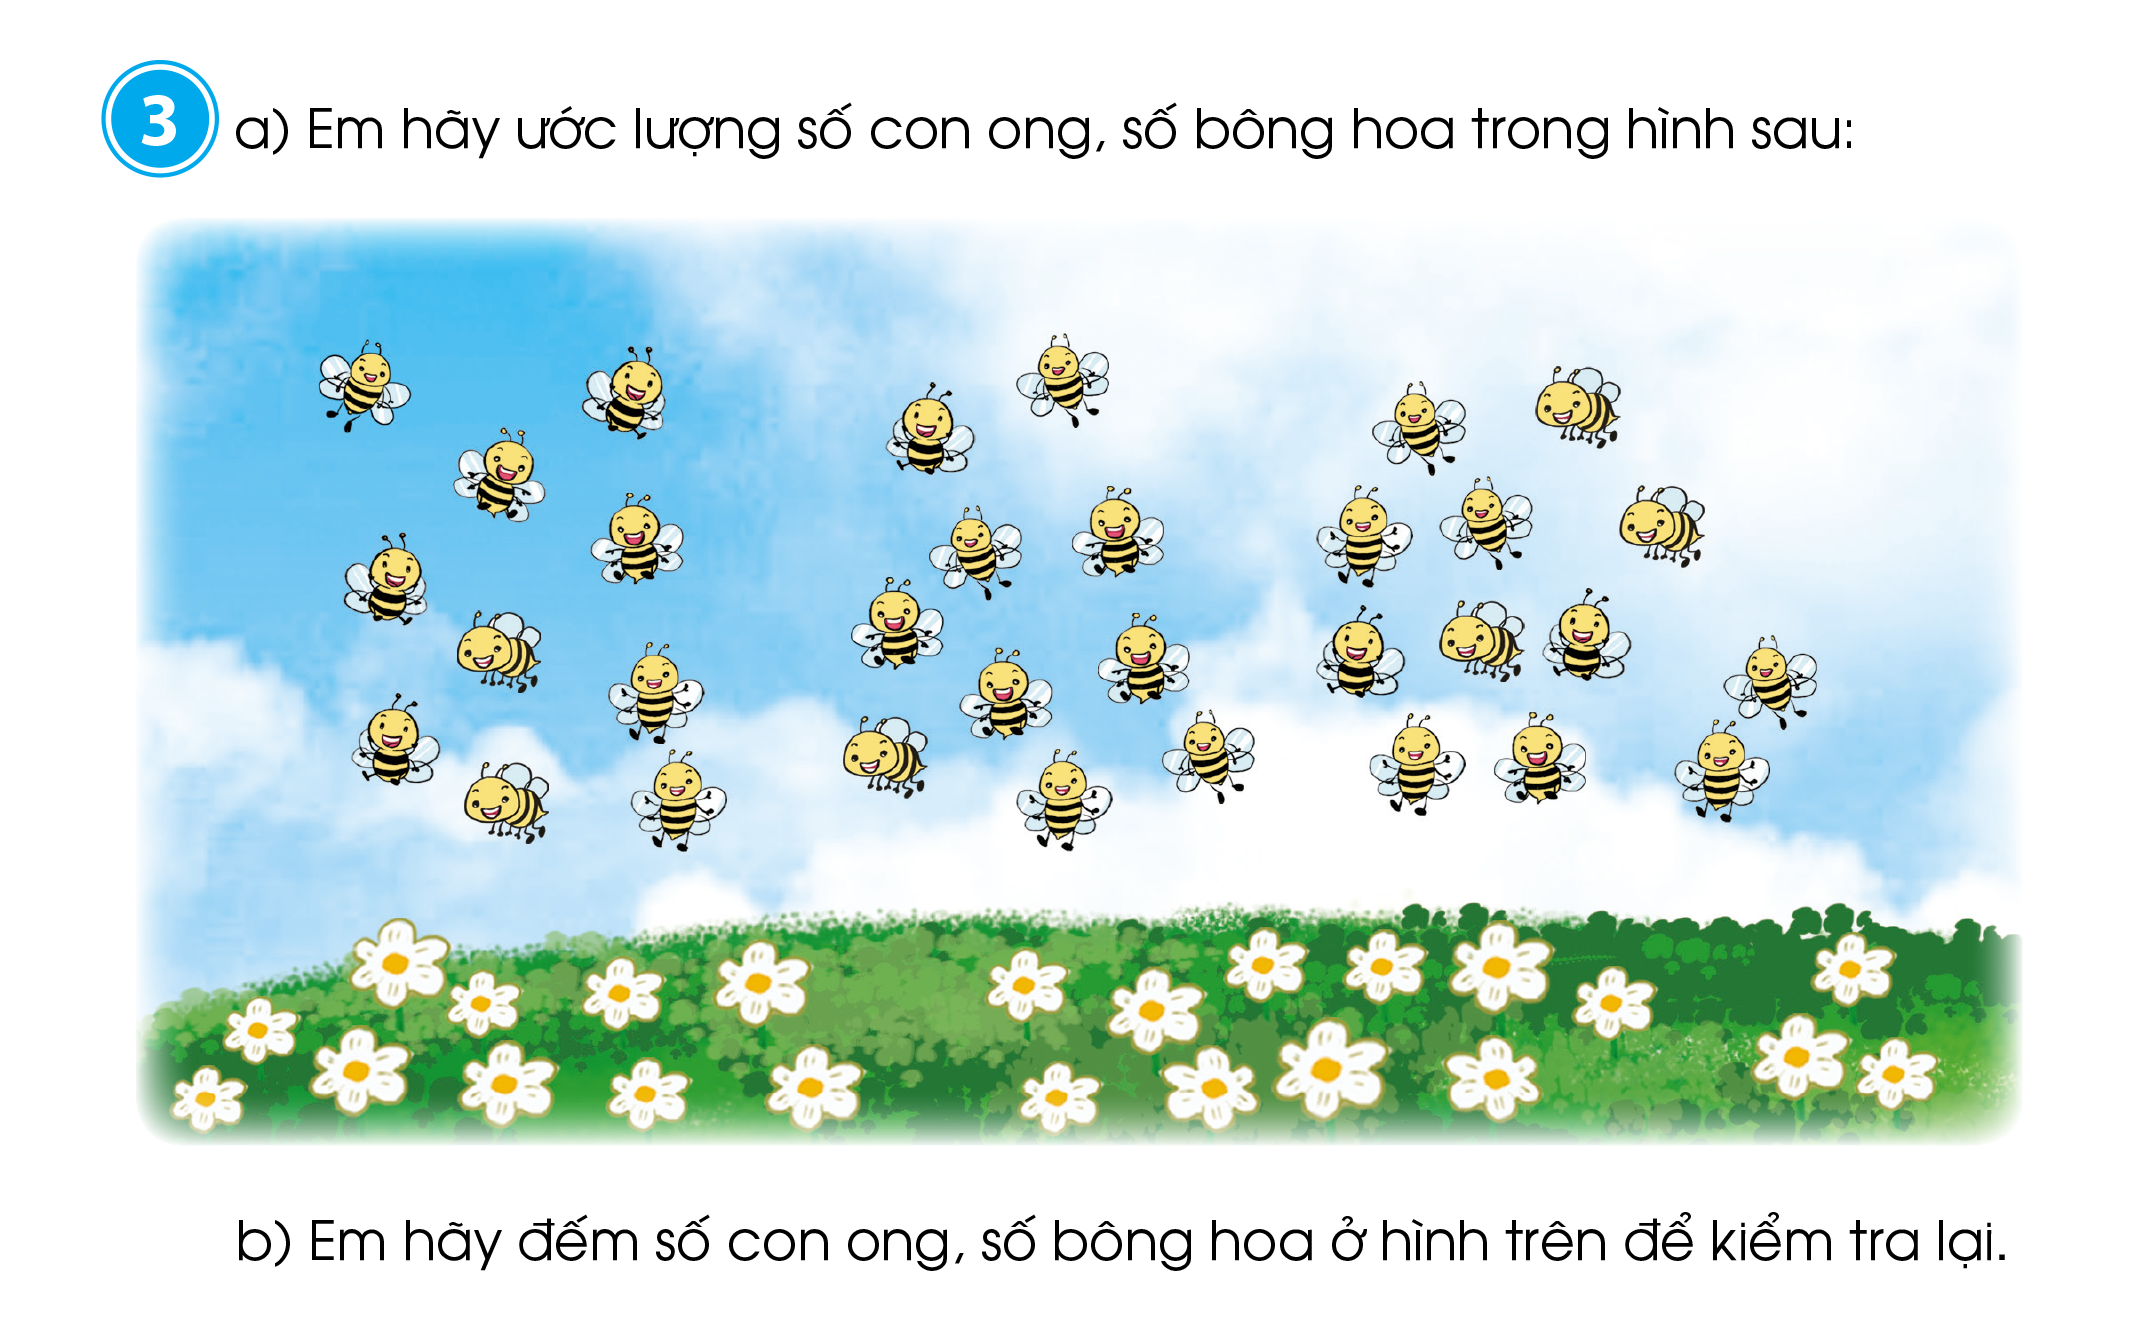 3 a) Em hãy ước lượng số con ong, số bông hoa trong hình sau:
b) Em hãy đếm số con ong, số bông hoa ở hình trên để kiểm tra lại.